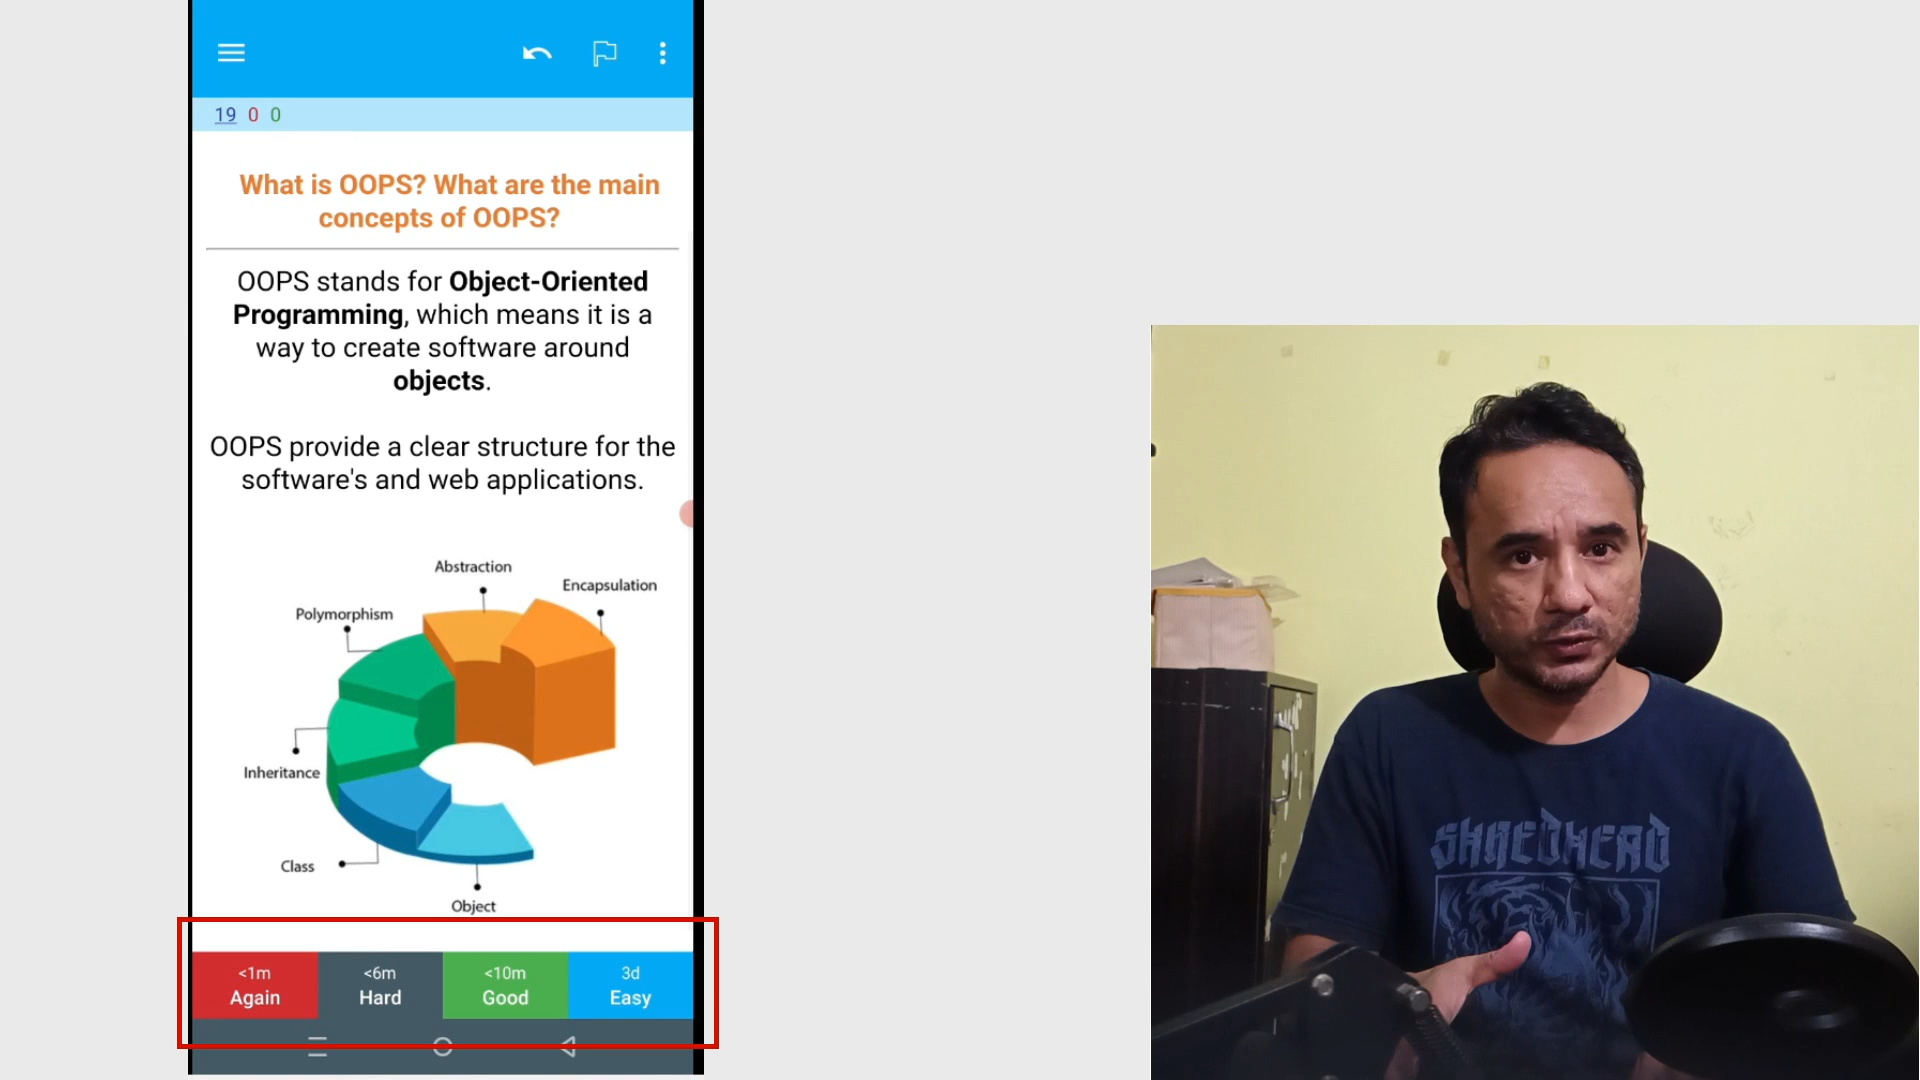 19 0 0
What is OOPS? What are the main
concepts of OOPS?
OOPS stands for Object-Oriented
Programming, which means it is a
way to create software around
objects.
OOPS provide a clear structure for the
software's and web applications.
Abstraction
Encapsulation
Polymorphism
Inheritance
Class
Object
<1m
Again
<6m
Hard
<10m
Good
3d
Easy
SHREDHEAD